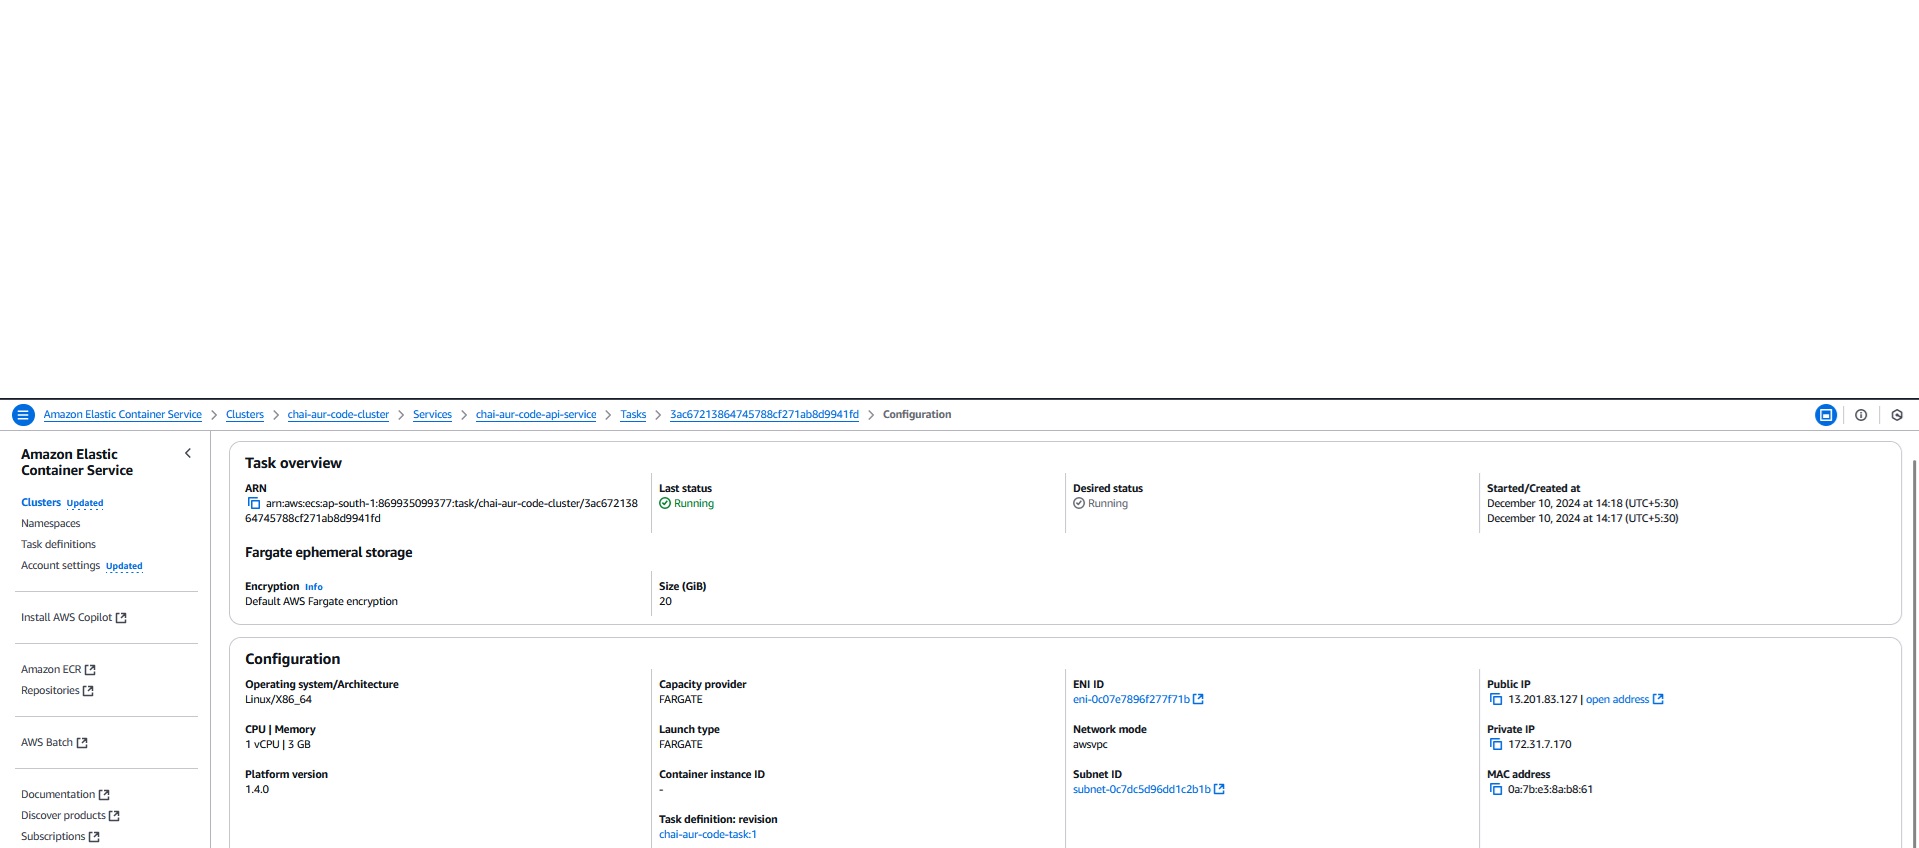 Amazon Elastic Container Service > Clusters > chai-aur-code-cluster > Services > chai-aur-code-api-service > Tasks > 3ac67213864745788cf271ab8d9941fd > Configuration
Amazon Elastic
Container Service
Clusters Updated
Namespaces
Task definitions
Account settings Updated
Install AWS Copilot
Amazon ECR
Repositories
AWS Batch
Documentation
Discover products
Subscriptions
Task overview
ARN
arn:aws:ecs:ap-south-1:869935099377:task/chai-aur-code-cluster/3ac672138
64745788cf271ab8d9941fd
Last status
Running
Desired status
Running
Started/Created at
December 10, 2024 at 14:18 (UTC+5:30)
December 10, 2024 at 14:17 (UTC+5:30)
Fargate ephemeral storage
Encryption Info
Default AWS Fargate encryption
Size (GiB)
20
Configuration
Operating system/Architecture
Linux/X86_64
CPU | Memory
1 vCPU | 3 GB
Platform version
1.4.0
Capacity provider
FARGATE
Launch type
FARGATE
Container instance ID
-
Task definition: revision
chai-aur-code-task:1
ENI ID
eni-0c07e7896f277f71b
Network mode
awsvpc
Subnet ID
subnet-0c7dc5d96dd1c2b1b
Public IP
13.201.83.127 | open address
Private IP
172.31.7.170
MAC address
0a:7b:e3:8a:b8:61